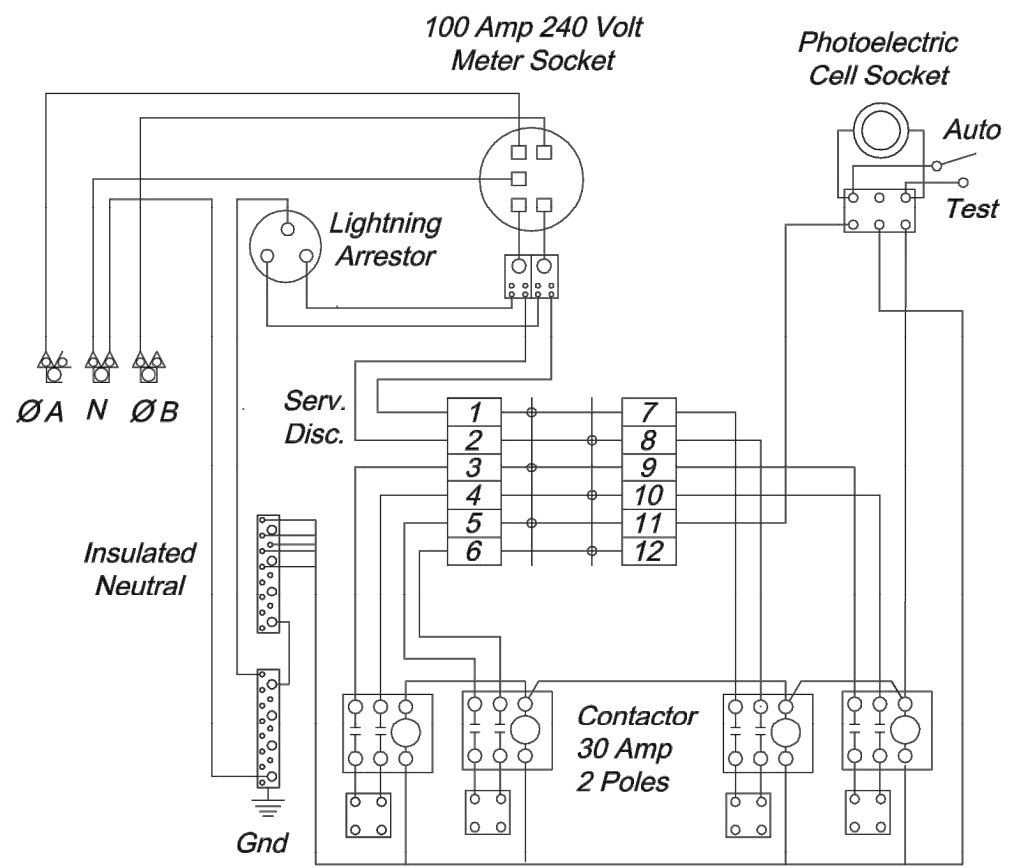 100 Amp 240 Volt
Meter Socket
Photoelectric
Cell Socket
Auto
Test
Lightning
Arrestor
ØA N ØB
Serv.
Disc.
1 7
2 8
3 9
4 10
5 11
6 12
Insulated
Neutral
Contactor
30 Amp
2 Poles
Gnd